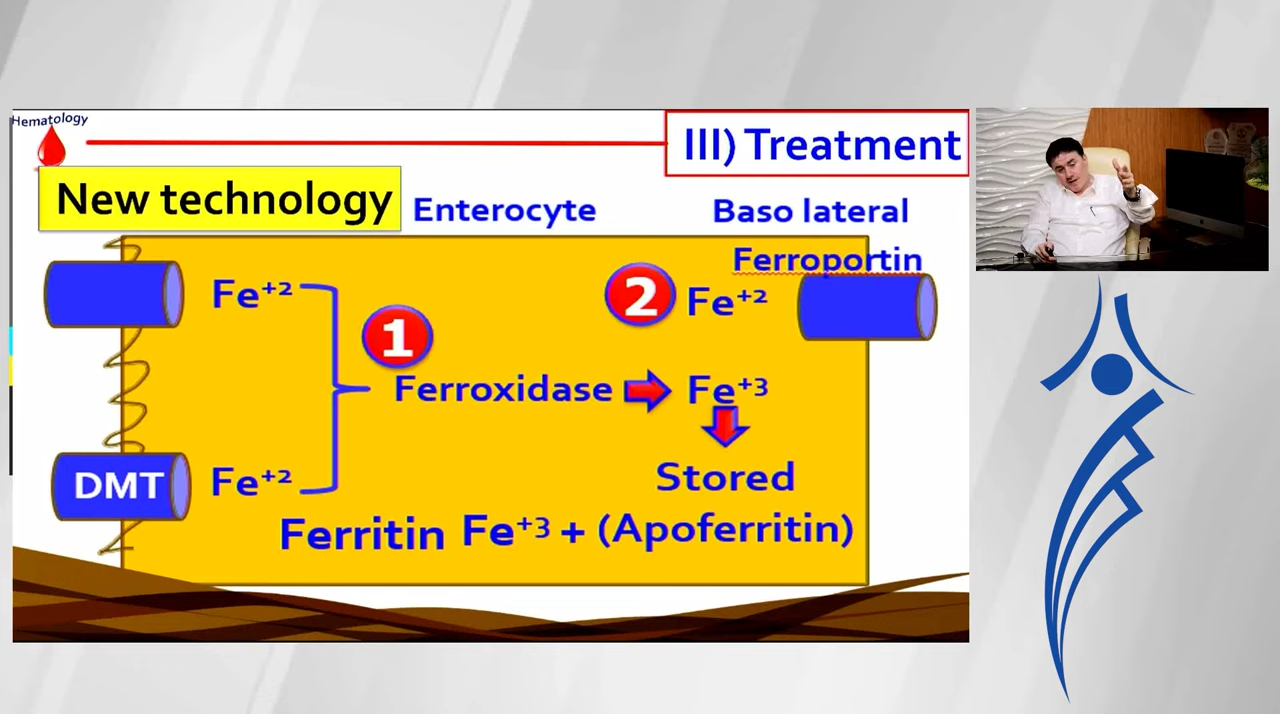 Hematology
III) Treatment
New technology
Enterocyte
Baso lateral
Ferroportin
Fe+2
2
Fe+2
1
Ferroxidase
Fe+3
DMT
Fe+2
Stored
Ferritin Fe+3 + (Apoferritin)